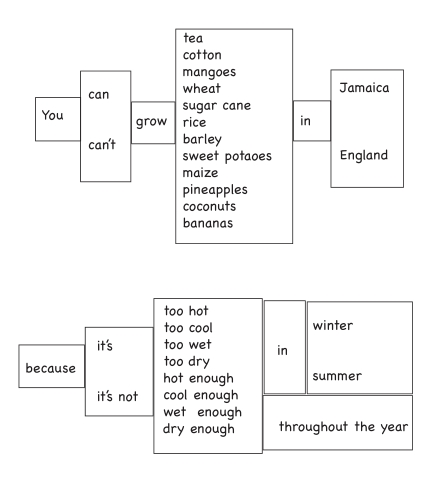 You
can
can't
grow
tea
cotton
mangoes
wheat
sugar cane
rice
barley
sweet potaoes
maize
pineapples
coconuts
bananas
in
Jamaica
England
because
it's
it's not
too hot
too cool
too wet
too dry
hot enough
cool enough
wet enough
dry enough
in
winter
summer
throughout the year